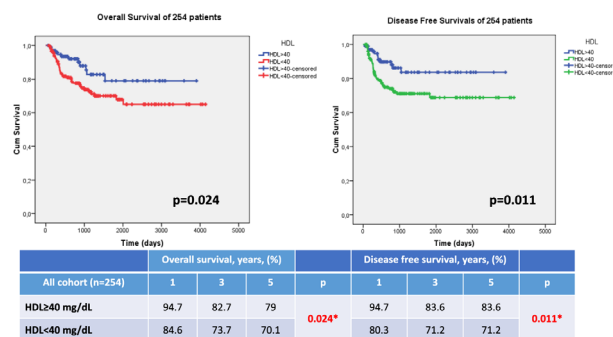 Overall Survival of 254 patients
HDL
HDL>40
HDL<40
HDL>40-censored
HDL<40-censored
Cum Survival
1,0
0,8
0,6
0,4
0,2
0,0
p=0.024
0 1000 2000 3000 4000 5000
Time (days)
Disease Free Survivals of 254 patients
HDL
HDL>40
HDL<40
HDL>40-censor
HDL<40-censor
Cum Survival
1,0
0,8
0,6
0,4
0,2
0,0
p=0.011
0 1000 2000 3000 4000 5000
Time (days)
Overall survival, years, (%) Disease free survival, years, (%)
All cohort (n=254) 1 3 5 p 1 3 5 p
HDL≥40 mg/dL 94.7 82.7 79 0.024* 94.7 83.6 83.6 0.011*
HDL<40 mg/dL 84.6 73.7 70.1 80.3 71.2 71.2